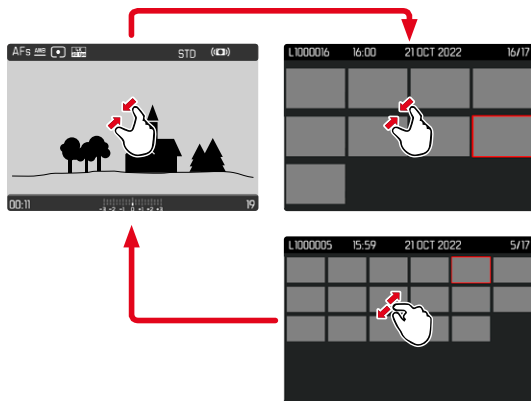 AFs AWB STD
L1000016 16:00 21 OCT 2022 16/17
00:11 -3 -2 -1 0 +1 +2 +3 19
L1000005 15:59 21 OCT 2022 5/17